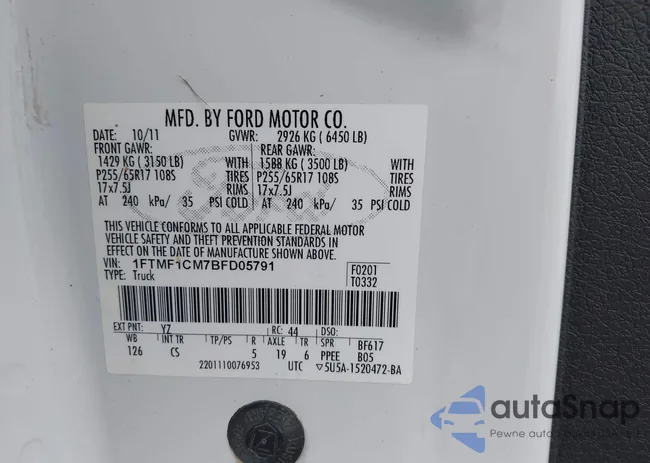 MFD. BY FORD MOTOR CO.
DATE: 10/11 GVWR: 2926 KG ( 6450 LB)
FRONT GAWR: REAR GAWR:
1429 KG ( 3150 LB) WITH 1588 KG ( 3500 LB) WITH
P255/65R17 108S TIRES P255/65R17 108S TIRES
17x7.5J RIMS 17x7.5J RIMS
AT 240 kPa/ 35 PSI COLD AT 240 kPa/ 35 PSI COLD
THIS VEHICLE CONFORMS TO ALL APPLICABLE FEDERAL MOTOR
VEHICLE SAFETY AND THEFT PREVENTION STANDARDS IN
EFFECT ON THE DATE OF MANUFACTURE SHOWN ABOVE.
VIN: 1FTMF1CM7BFD05791 F0201
TYPE: Truck T0332
EXT PNT: YZ RC: 44 DSO:
WB INT TR TP/PS R AXLE TR SPR BF617
126 CS 5 19 6 PPEE B05
2201110076953 UTC ▽5U5A-1520472-BA
Ford
autoSnap
Pewne autodane